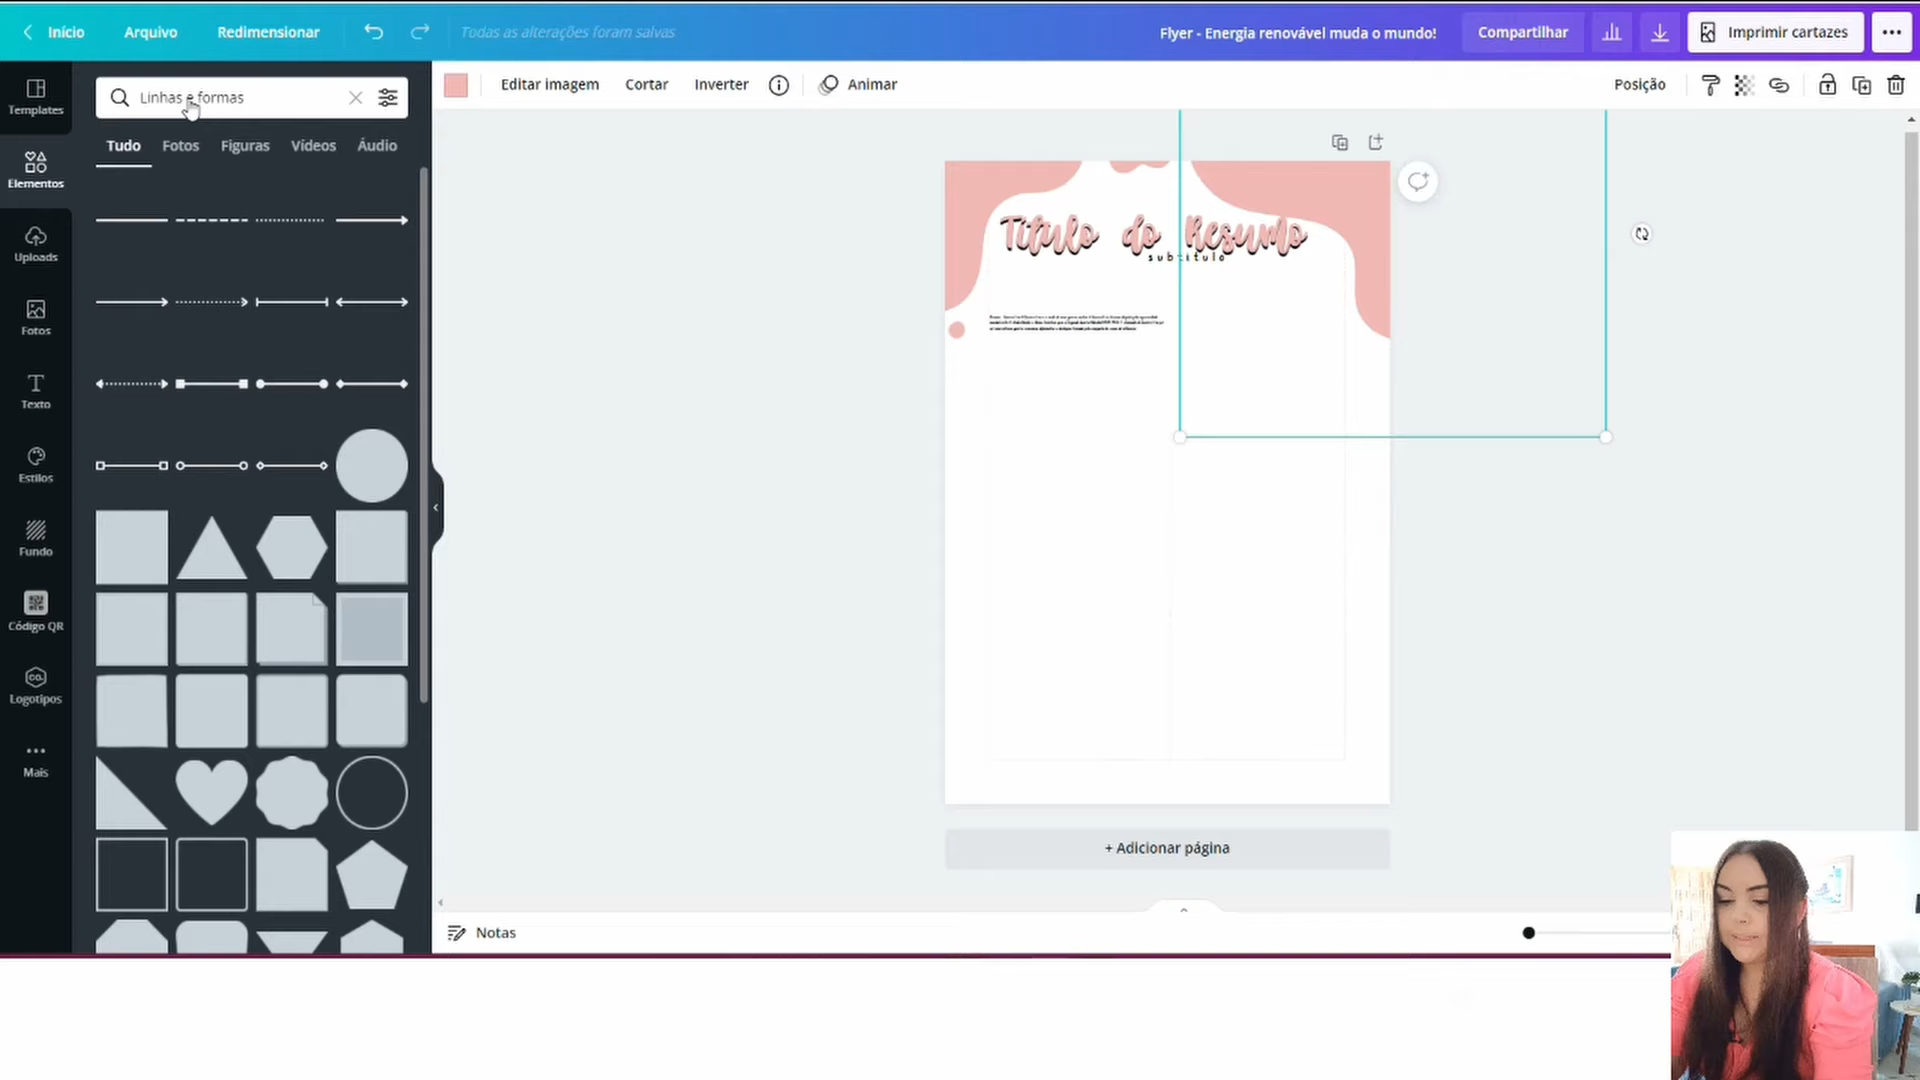 Início
Arquivo
Redimensionar
Todas as alterações foram salvas
Flyer - Energia renovável muda o mundo!
Compartilhar
Imprimir cartazes
Templates
Elementos
Uploads
Fotos
Texto
Estilos
Fundo
Código QR
CO.
Logotipos
Mais
Linhas e formas
Tudo
Fotos
Figuras
Vídeos
Áudio
Editar imagem
Cortar
Inverter
Animar
Posição
Título do Resumo
subtítulo
+ Adicionar página
Notas